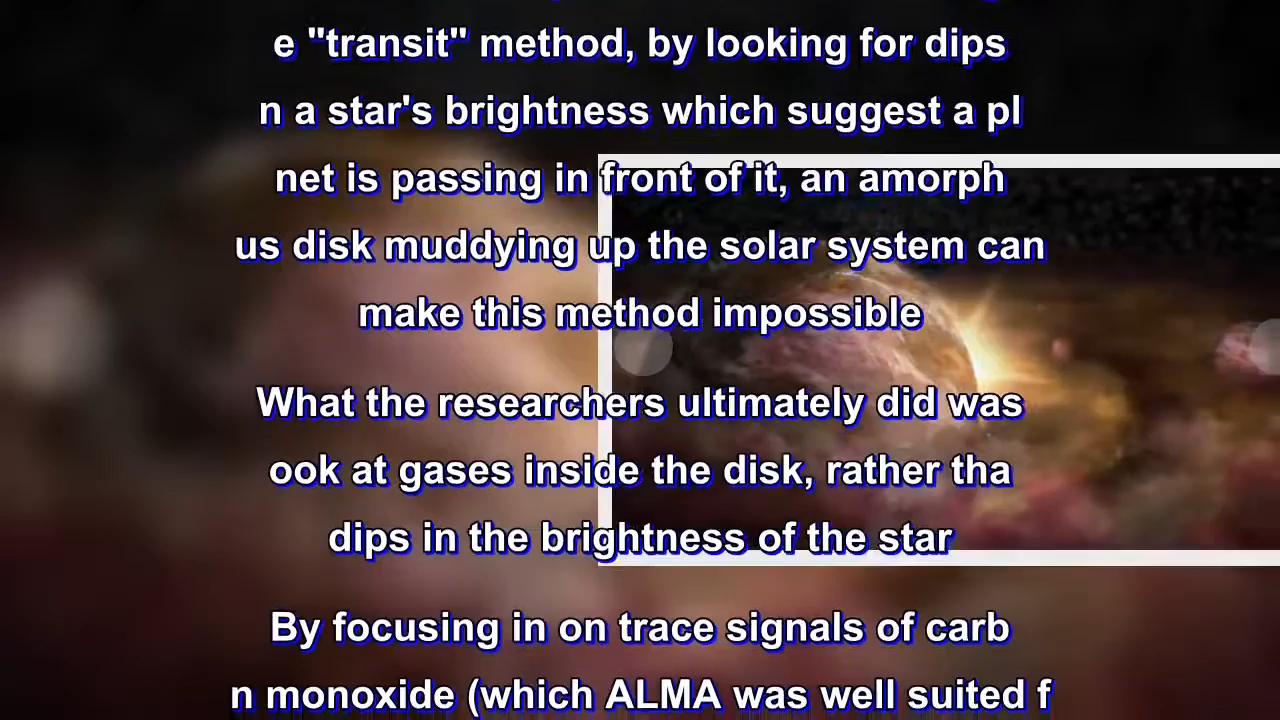 e "transit" method, by looking for dips
n a star's brightness which suggest a pl
net is passing in front of it, an amorph
us disk muddying up the solar system can
make this method impossible
What the researchers ultimately did was
ook at gases inside the disk, rather tha
dips in the brightness of the star
By focusing in on trace signals of carb
n monoxide (which ALMA was well suited f